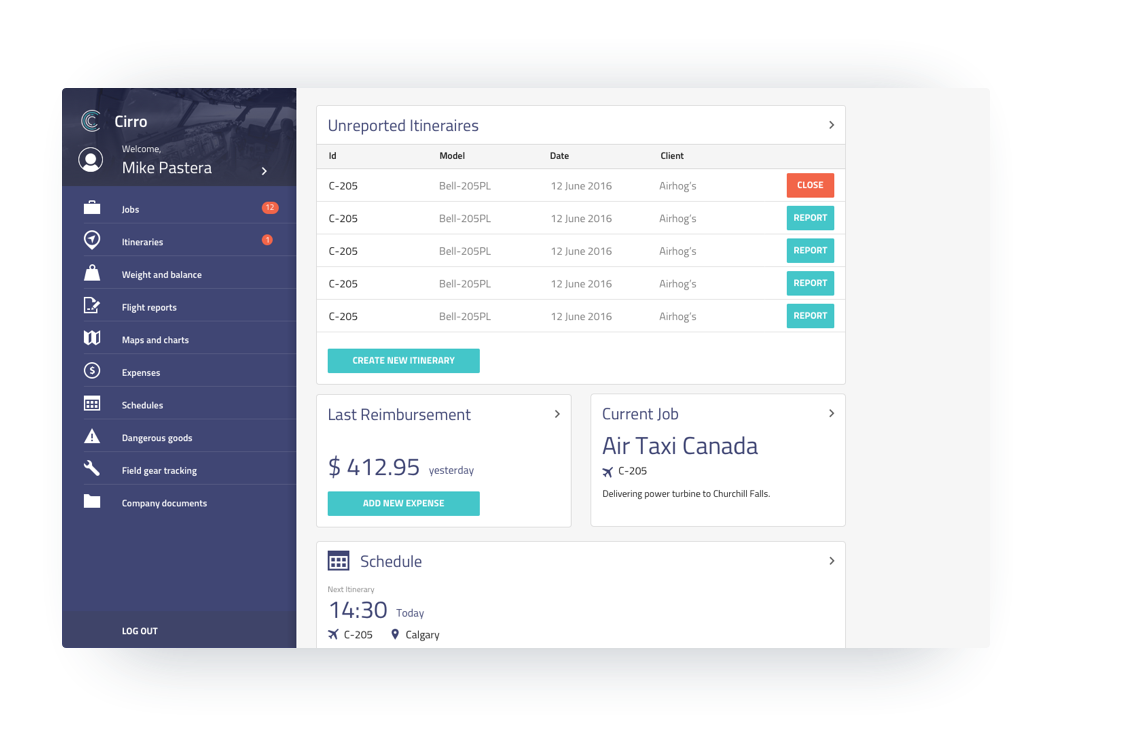 Cirro
Welcome,
Mike Pastera
Jobs 12
Itineraries 1
Weight and balance
Flight reports
Maps and charts
Expenses
Schedules
Dangerous goods
Field gear tracking
Company documents
LOG OUT
Unreported Itineraires
Id Model Date Client
C-205 Bell-205PL 12 June 2016 Airhog's CLOSE
C-205 Bell-205PL 12 June 2016 Airhog's REPORT
C-205 Bell-205PL 12 June 2016 Airhog's REPORT
C-205 Bell-205PL 12 June 2016 Airhog's REPORT
C-205 Bell-205PL 12 June 2016 Airhog's REPORT
CREATE NEW ITINERARY
Last Reimbursement
$ 412.95 yesterday
ADD NEW EXPENSE
Current Job
Air Taxi Canada
C-205
Delivering power turbine to Churchill Falls.
Schedule
Next Itinerary
14:30 Today
C-205 Calgary